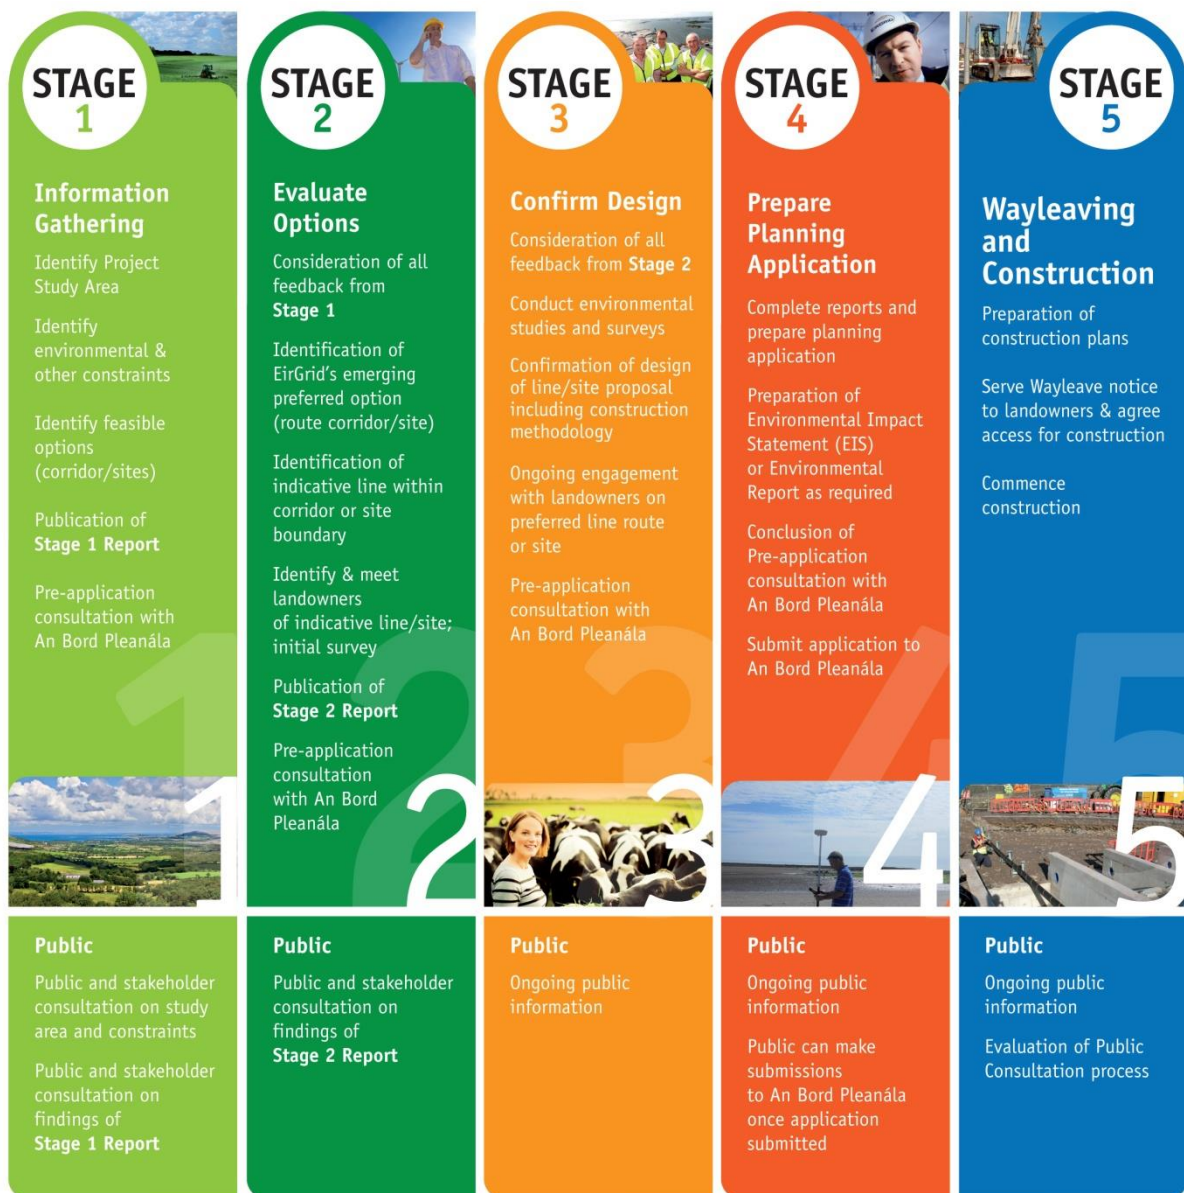 STAGE
1
Information
Gathering
Identify Project
Study Area
Identify
environmental &
other constraints
Identify feasible
options
(corridor/sites)
Publication of
Stage 1 Report
Pre-application
consultation with
An Bord Pleanála
1
1
Public
Public and stakeholder
consultation on study
area and constraints
Public and stakeholder
consultation on
findings of
Stage 1 Report
STAGE
2
Evaluate
Options
Consideration of all
feedback from
Stage 1
Identification of
EirGrid's emerging
preferred option
(route corridor/site)
Identification of
indicative line within
corridor or site
boundary
Identify & meet
landowners
of indicative line/site;
initial survey
Publication of
Stage 2 Report
Pre-application
consultation
with An Bord
Pleanála
2
2
Public
Public and stakeholder
consultation on
findings of
Stage 2 Report
STAGE
3
Confirm Design
Consideration of all
feedback from Stage 2
Conduct environmental
studies and surveys
Confirmation of design
of line/site proposal
including construction
methodology
Ongoing engagement
with landowners on
preferred line route
or site
Pre-application
consultation with
An Bord Pleanála
3
3
Public
Ongoing public
information
STAGE
4
Prepare
Planning
Application
Complete reports and
prepare planning
application
Preparation of
Environmental Impact
Statement (EIS)
or Environmental
Report as required
Conclusion of
Pre-application
consultation with
An Bord Pleanála
Submit application to
An Bord Pleanála
4
4
Public
Ongoing public
information
Public can make
submissions
to An Bord Pleanála
once application
submitted
STAGE
5
Wayleaving
and
Construction
Preparation of
construction plans
Serve Wayleave notice
to landowners & agree
access for construction
Commence
construction
5
5
Public
Ongoing public
information
Evaluation of Public
Consultation process